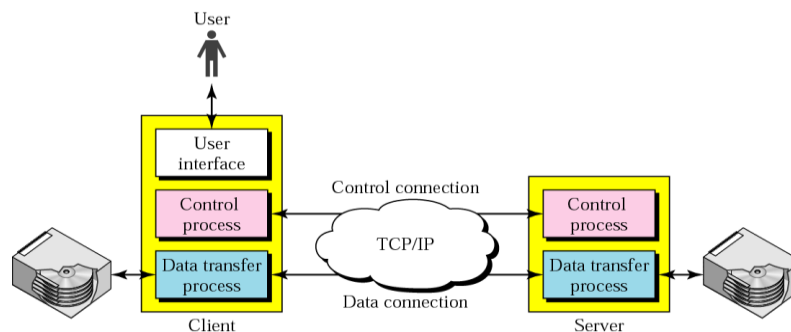 User
User
interface
Control connection
Control
process
Control
process
TCP/IP
Data transfer
process
Data transfer
process
Data connection
Client
Server